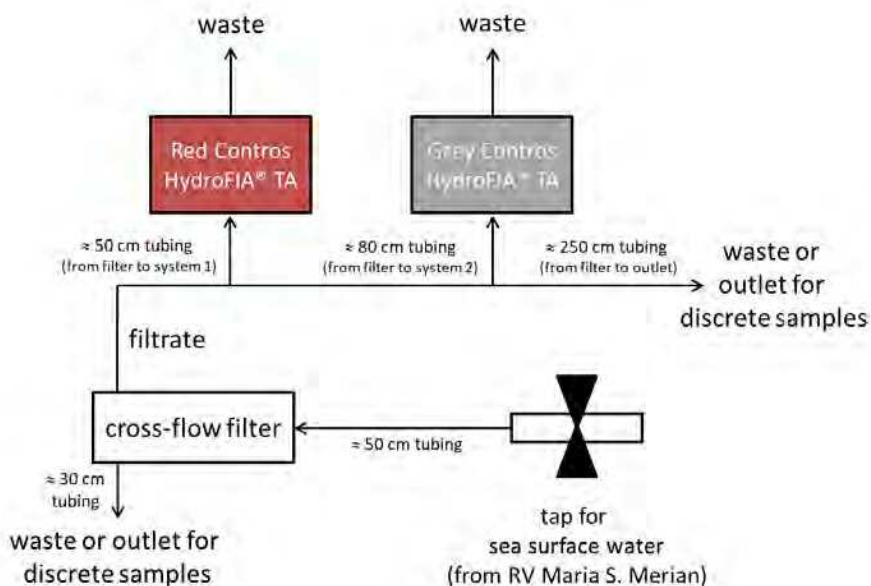 waste
waste
Red Contros
HydroFIA® TA
Grey Contros
HydroFIA® TA
≈ 50 cm tubing
(from filter to system 1)
≈ 80 cm tubing
(from filter to system 2)
≈ 250 cm tubing
(from filter to outlet)
waste or
outlet for
discrete samples
filtrate
cross-flow filter
≈ 50 cm tubing
≈ 30 cm
tubing
waste or outlet for
discrete samples
tap for
sea surface water
(from RV Maria S. Merian)